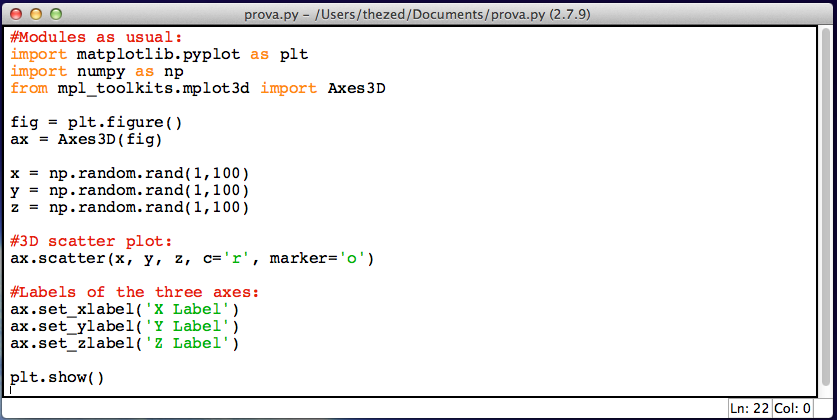 prova.py - /Users/thezed/Documents/prova.py (2.7.9)
#Modules as usual:
import matplotlib.pyplot as plt
import numpy as np
from mpl_toolkits.mplot3d import Axes3D
fig = plt.figure()
ax = Axes3D(fig)
x = np.random.rand(1,100)
y = np.random.rand(1,100)
z = np.random.rand(1,100)
#3D scatter plot:
ax.scatter(x, y, z, c='r', marker='o')
#Labels of the three axes:
ax.set_xlabel('X Label')
ax.set_ylabel('Y Label')
ax.set_zlabel('Z Label')
plt.show()
Ln: 22 Col: 0